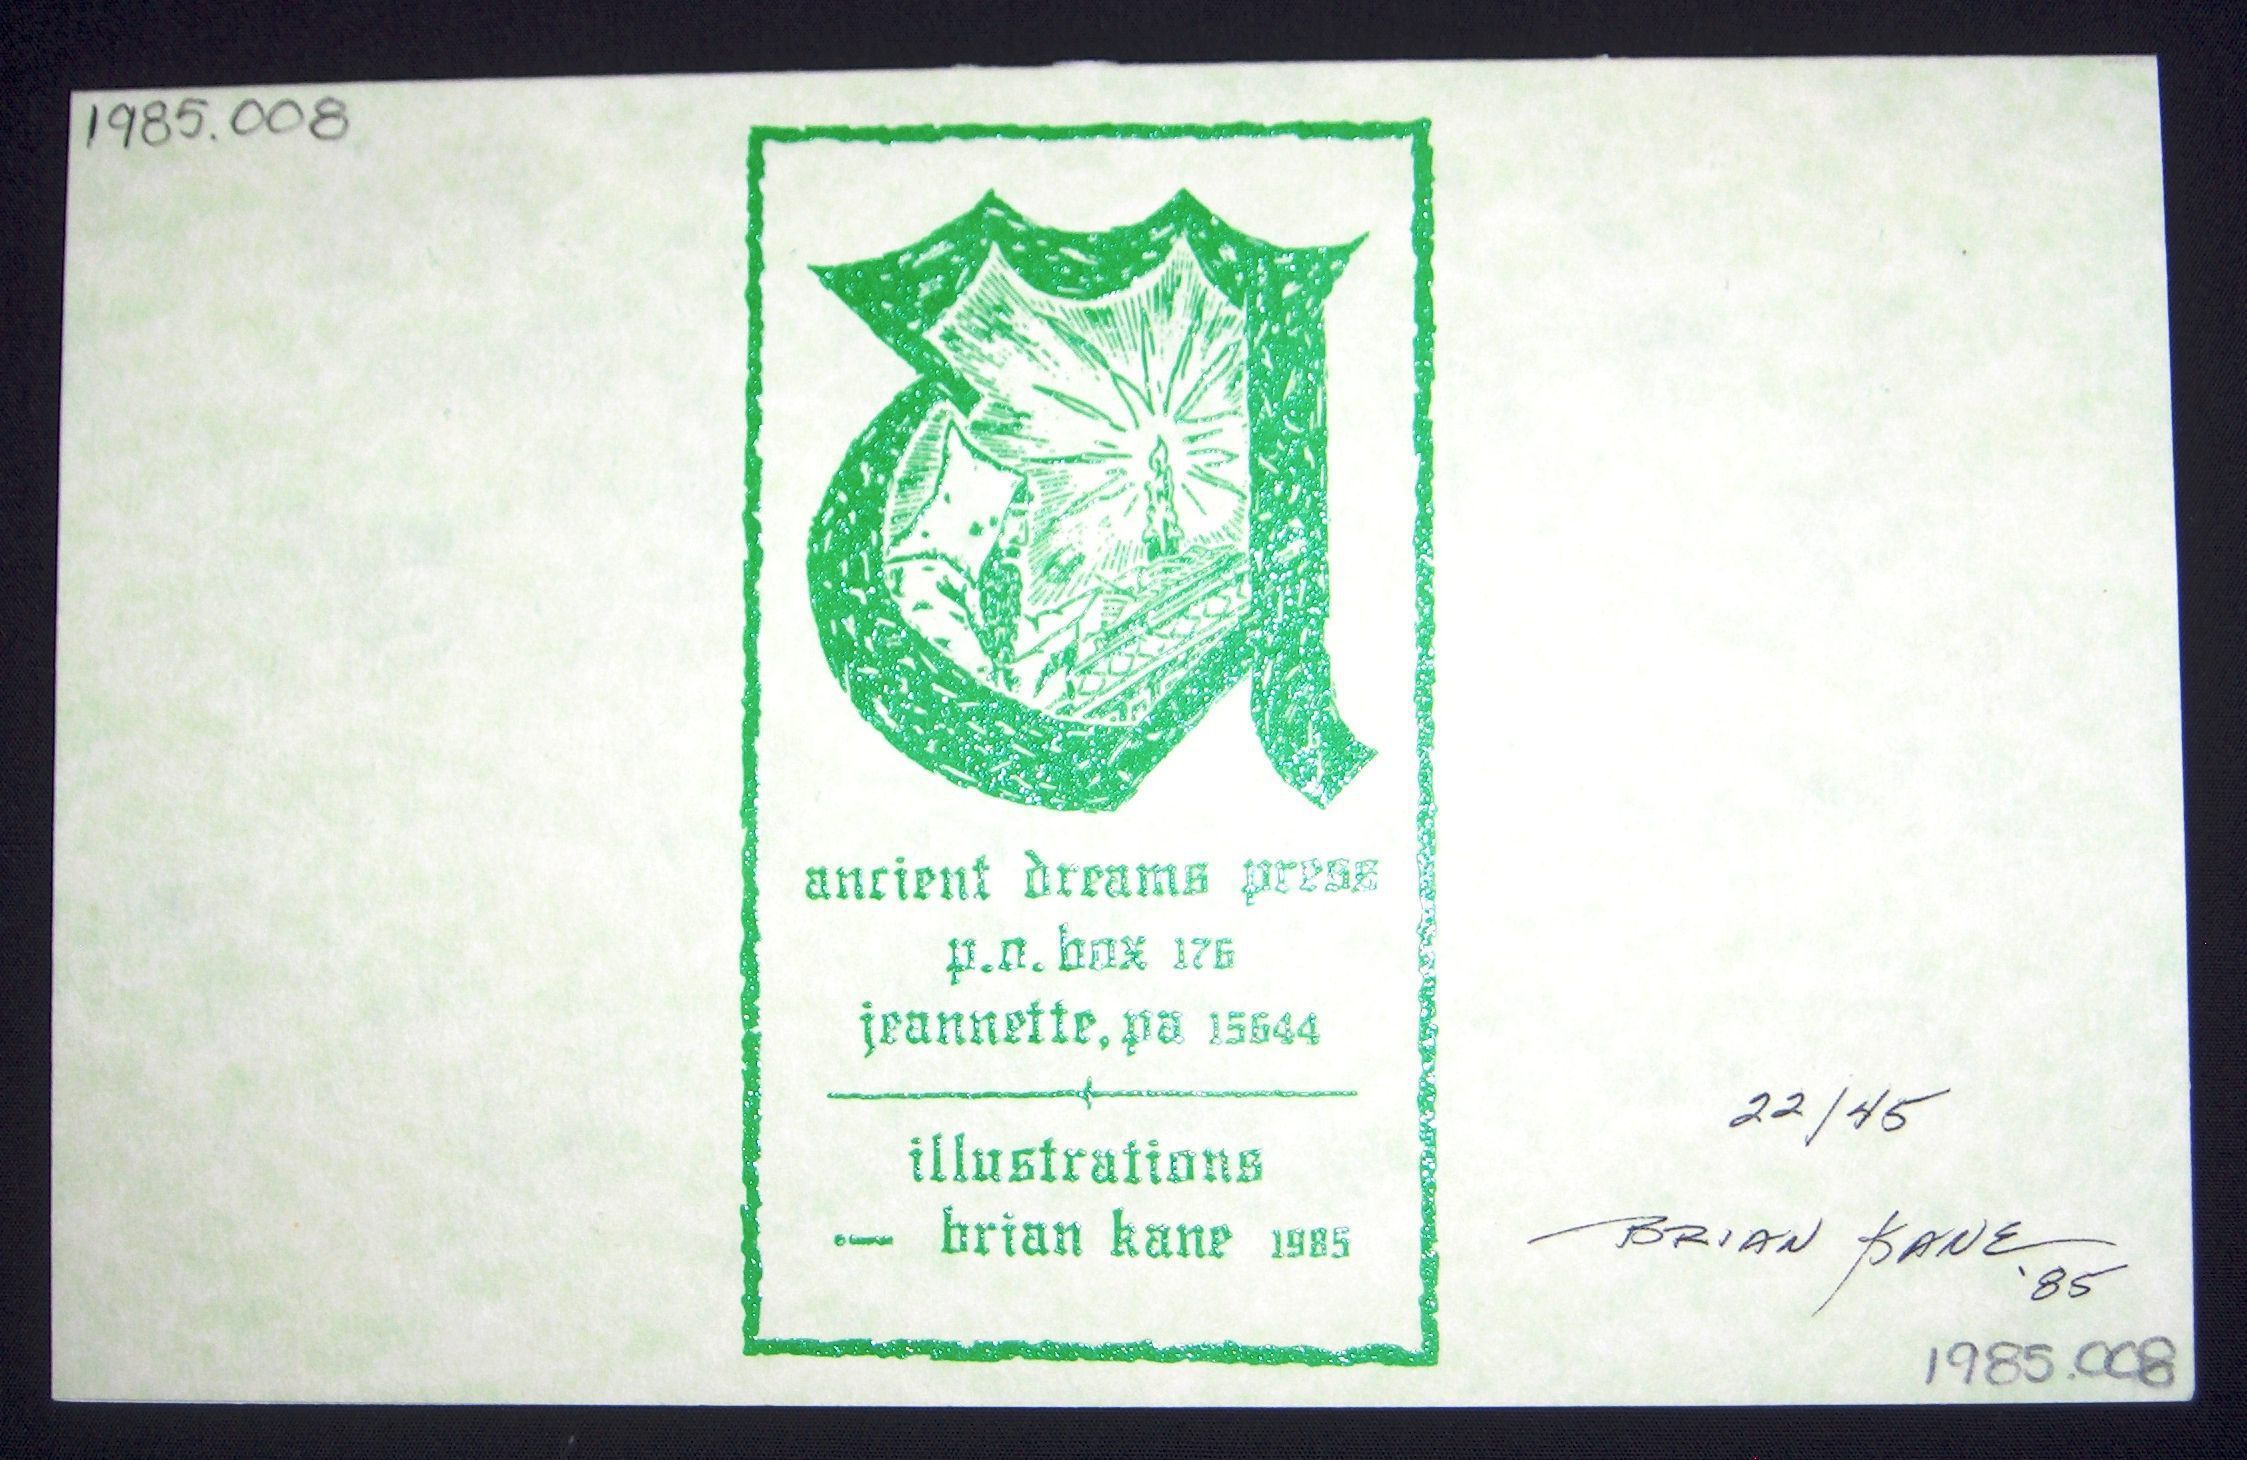 1985.008
a
ancient dreams press
p.o. box 176
jeannette, pa 15644
illustrations
— brian kane 1985
22/45
BRIAN KANE
'85
1985.008